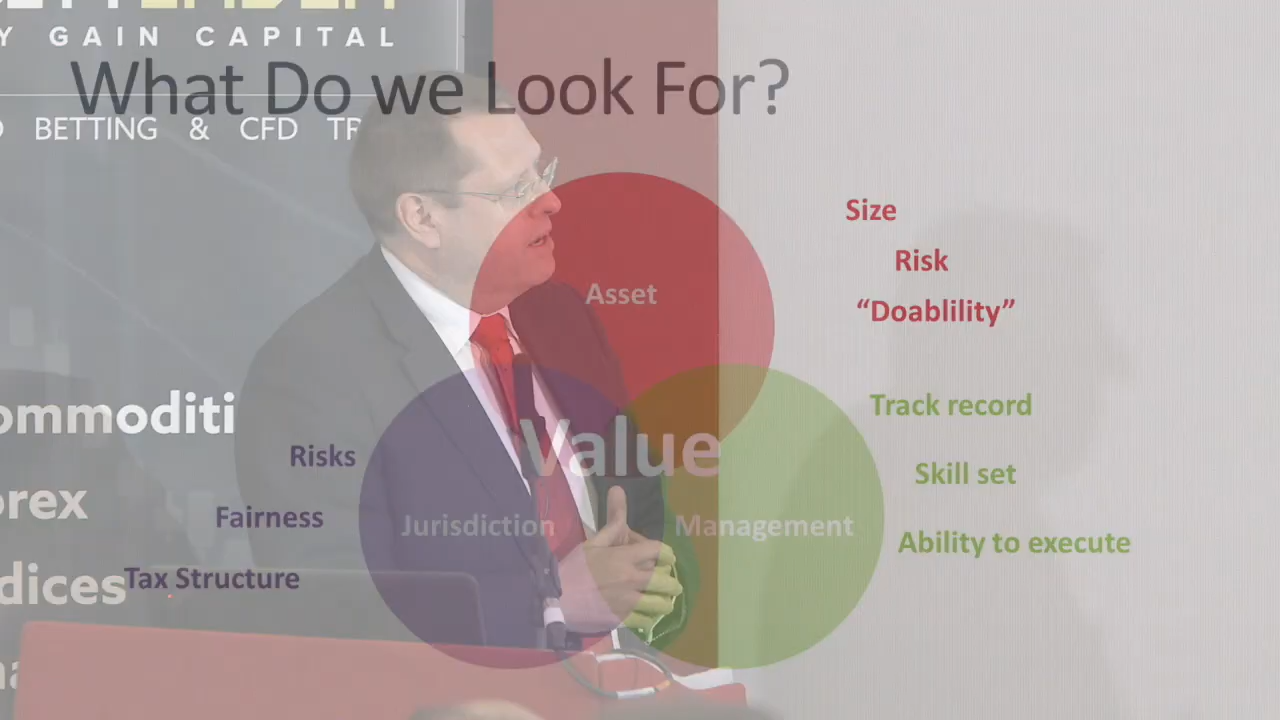 Y GAIN CAPITAL
What Do we Look For?
BETTING & CFD
Size
Risk
Asset
“Doablility”
Track record
ommoditi
Value
Risks
Skill set
orex
Fairness
Jurisdiction
Management
Ability to execute
dices
Tax Structure